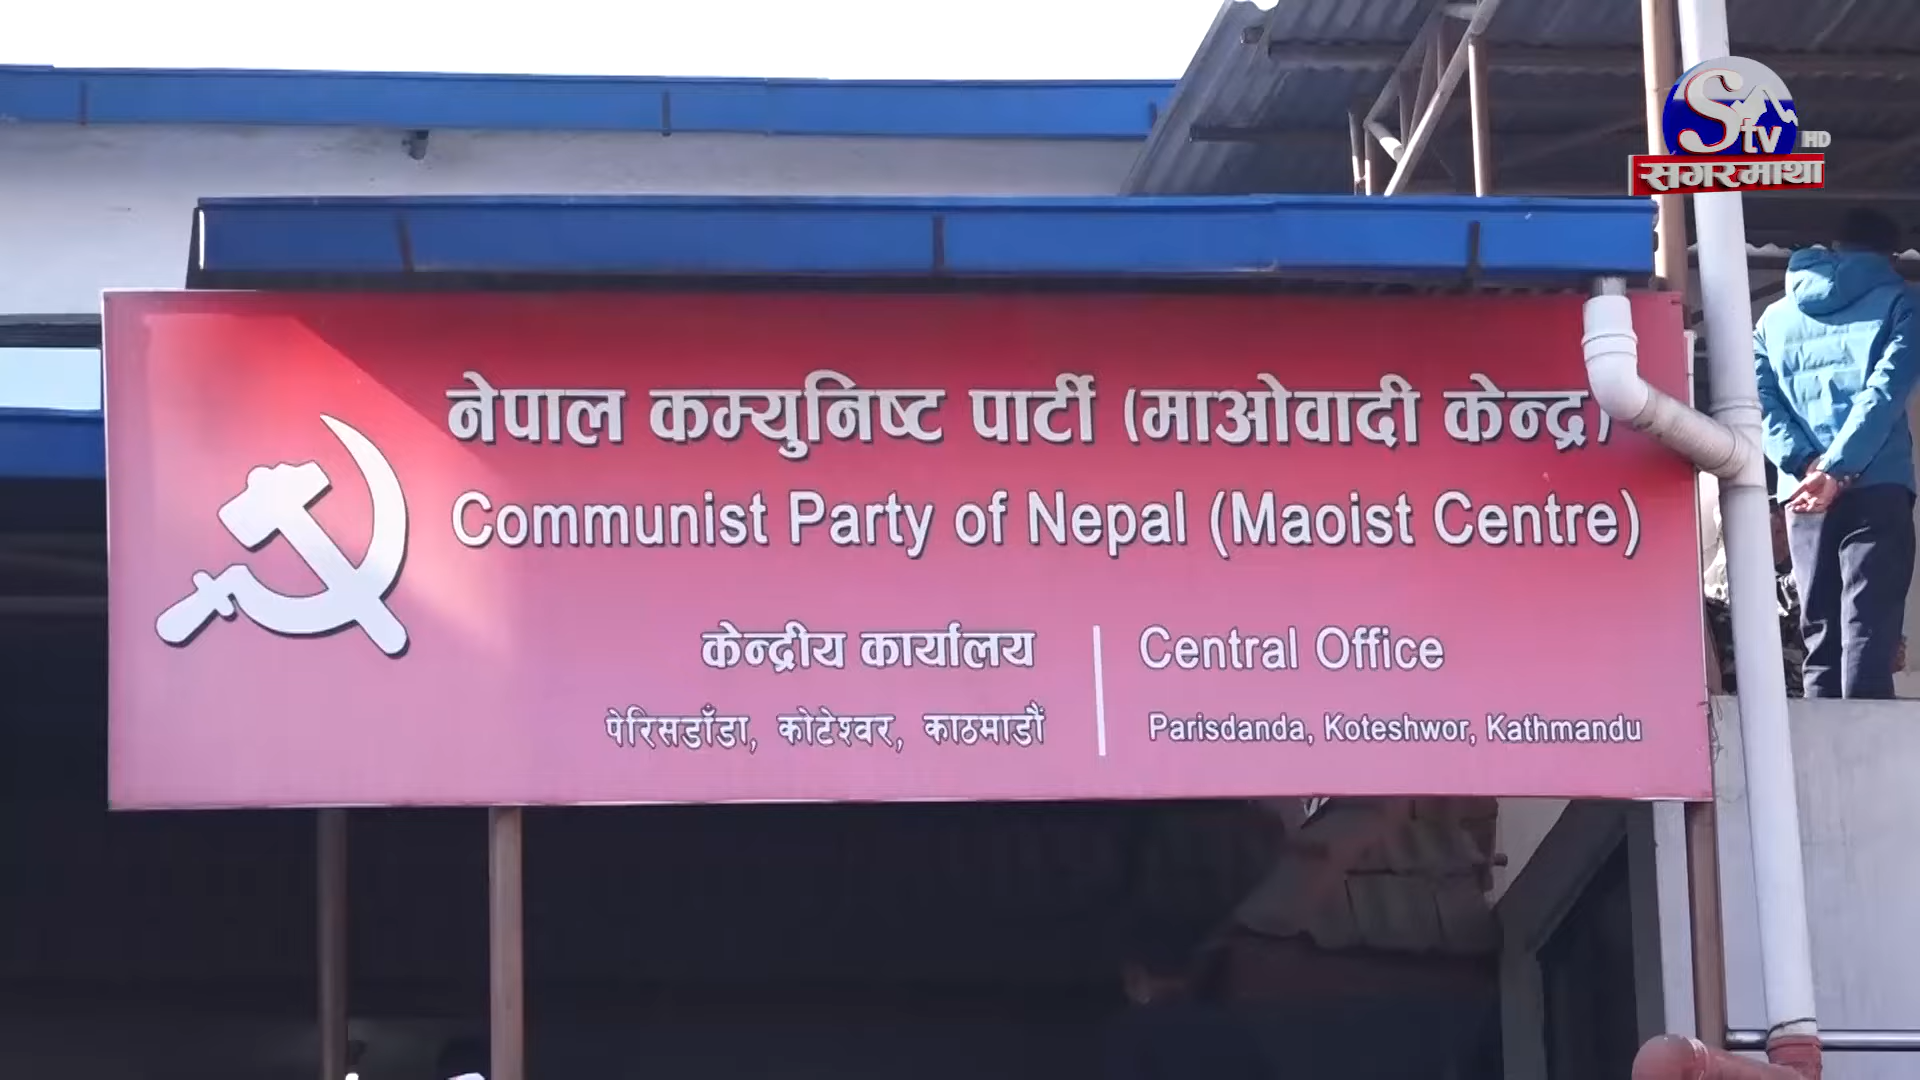 Stv HD
सगरमाथा
नेपाल कम्युनिष्ट पार्टी (माओवादी केन्द्र)
Communist Party of Nepal (Maoist Centre)
केन्द्रीय कार्यालय
पेरिसडाँडा, कोटेश्वर, काठमाडौं
Central Office
Parisdanda, Koteshwor, Kathmandu